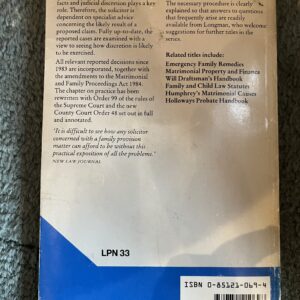 facts and judicial discretion plays a
key role. Therefore, the solicitor is
dependent on specialist advice
concerning the likely result of a
proposed claim. Fully up-to-date, the
reported cases are examined with a
view to seeing how discretion is likely
to be exercised.
All relevant reported decisions since
1983 are incorporated, together with
the amendments to the Matrimonial
and Family Proceedings Act 1984.
The chapter on practice has been
rewritten with Order 99 of the rules of
the Supreme Court and the new
County Court Order 48 set out in full
and annotated.
'It is difficult to see how any solicitor
concerned with a family provision
matter can afford to be without this
practical exposition of all the problems.'
NEW LAW JOURNAL
The necessary procedure is clearly
explained so that answers to questions
that frequently arise are readily
available from Longman, who welcome
suggestions for further titles in the
series.
Related titles include:
Emergency Family Remedies
Matrimonial Property and Finance
Will Draftsman's Handbook
Family and Child Law Statutes
Humphrey's Matrimonial Causes
Holloways Probate Handbook
LPN 33
ISBN 0-85121-069-4